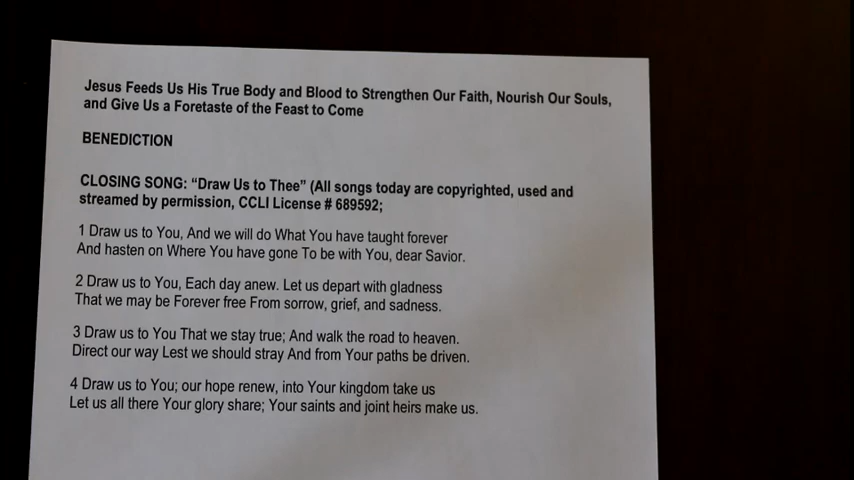 Jesus Feeds Us His True Body and Blood to Strengthen Our Faith, Nourish Our Souls,
and Give Us a Foretaste of the Feast to Come
BENEDICTION
CLOSING SONG: “Draw Us to Thee” (All songs today are copyrighted, used and
streamed by permission, CCLI License # 689592;
1 Draw us to You, And we will do What You have taught forever
And hasten on Where You have gone To be with You, dear Savior.
2 Draw us to You, Each day anew. Let us depart with gladness
That we may be Forever free From sorrow, grief, and sadness.
3 Draw us to You That we stay true; And walk the road to heaven.
Direct our way Lest we should stray And from Your paths be driven.
4 Draw us to You; our hope renew, into Your kingdom take us
Let us all there Your glory share; Your saints and joint heirs make us.